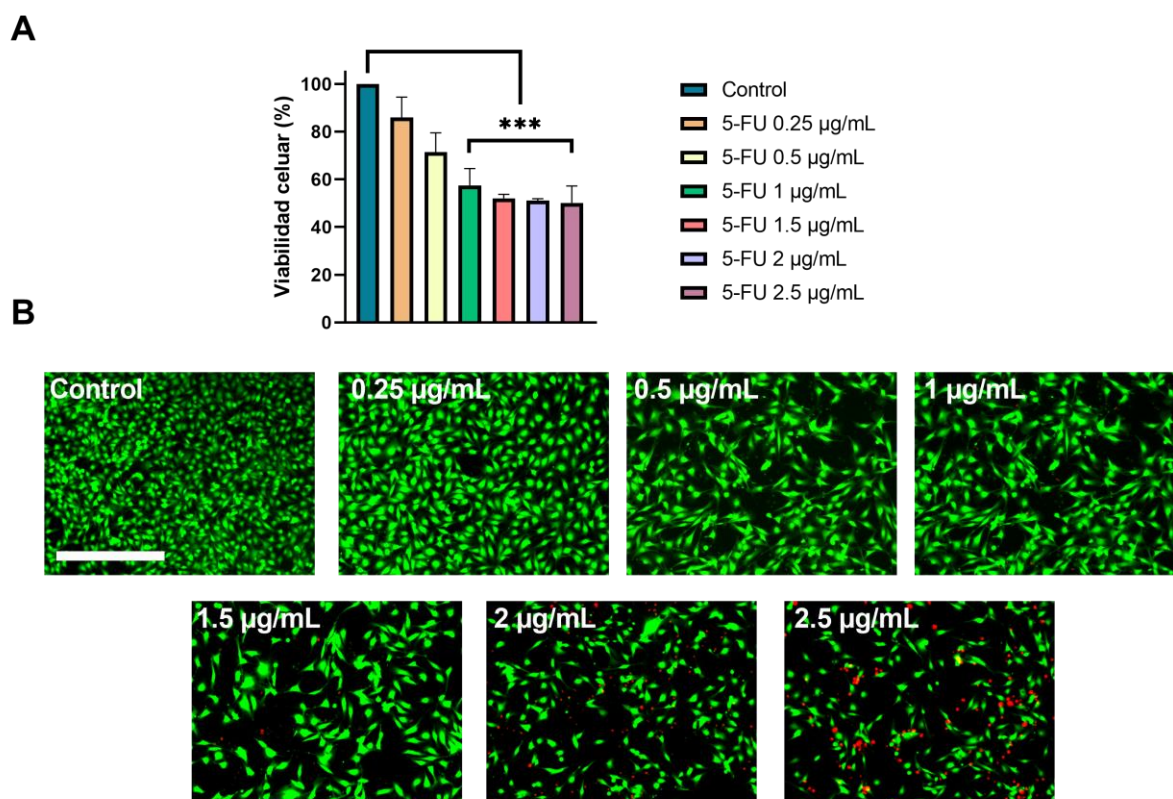 A
Viabilidad celuar (%)
100
80
60
40
20
0
***
Control
5-FU 0.25 µg/mL
5-FU 0.5 µg/mL
5-FU 1 µg/mL
5-FU 1.5 µg/mL
5-FU 2 µg/mL
5-FU 2.5 µg/mL
B
Control
0.25 µg/mL
0.5 µg/mL
1 µg/mL
1.5 µg/mL
2 µg/mL
2.5 µg/mL